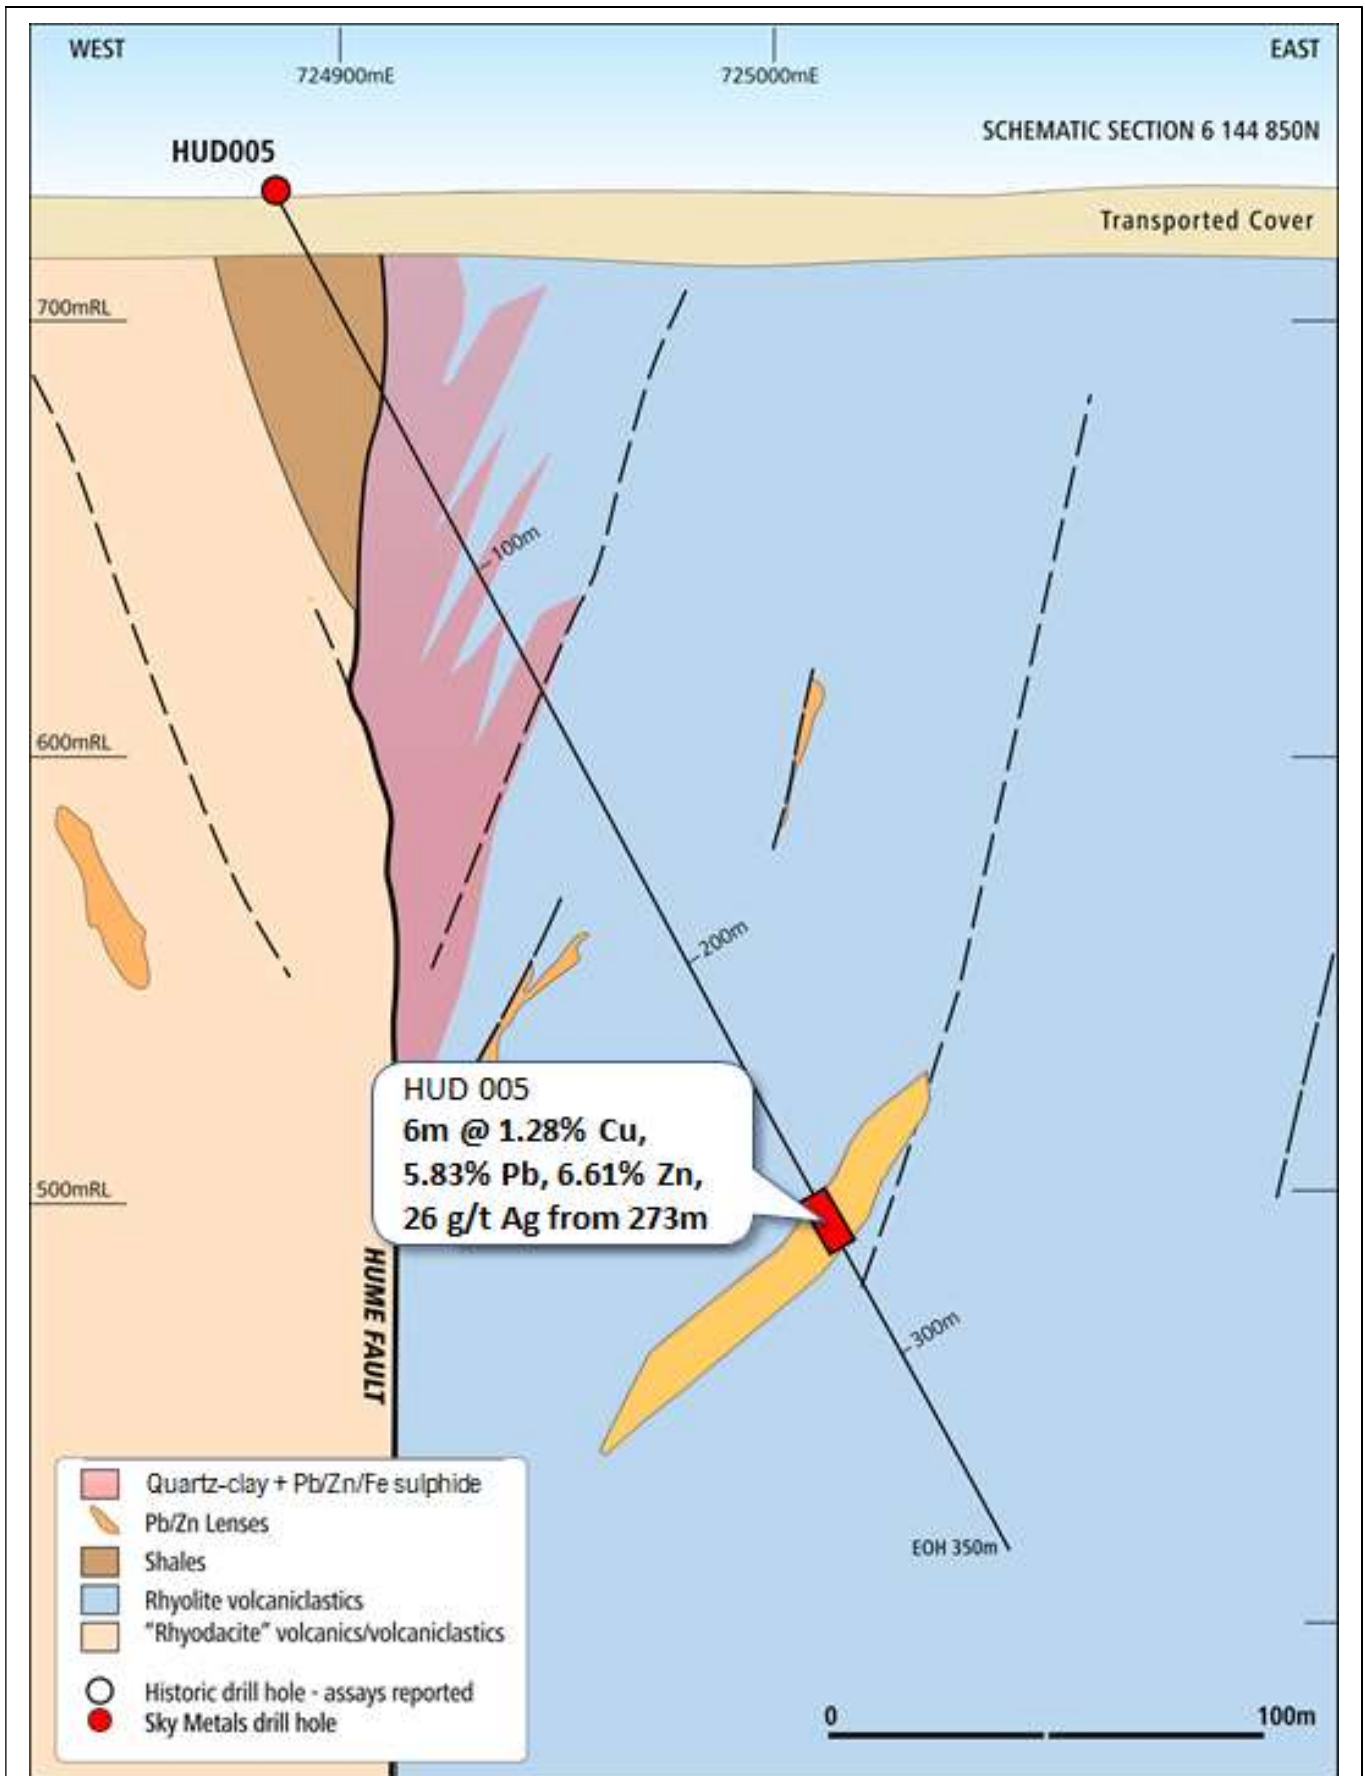 WEST
EAST
724900mE
725000mE
SCHEMATIC SECTION 6 144 850N
HUD005
Transported Cover
700mRL
100m
600mRL
200m
HUD 005
6m @ 1.28% Cu,
5.83% Pb, 6.61% Zn,
26 g/t Ag from 273m
500mRL
HUME FAULT
300m
EOH 350m
Quartz-clay + Pb/Zn/Fe sulphide
Pb/Zn Lenses
Shales
Rhyolite volcaniclastics
"Rhyodacite" volcanics/volcaniclastics
Historic drill hole - assays reported
Sky Metals drill hole
0
100m